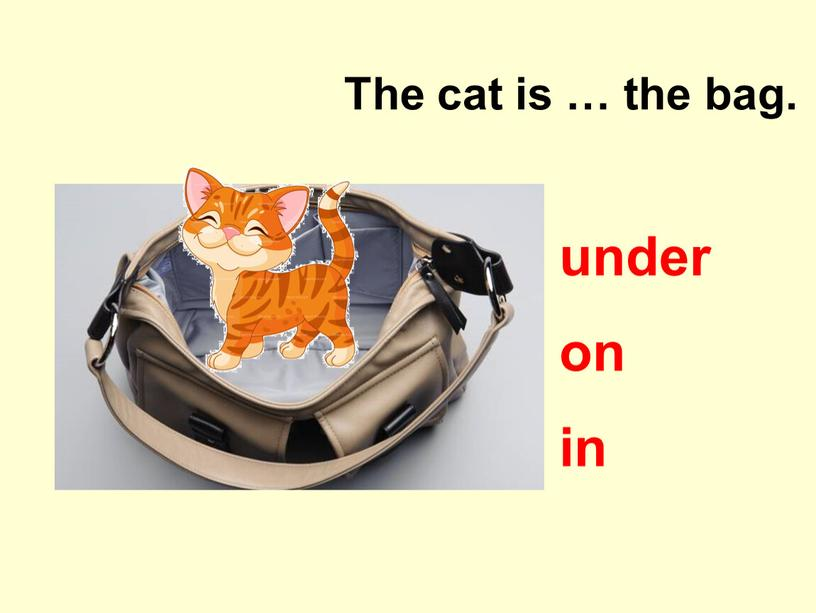 The cat is … the bag.
under
on
in